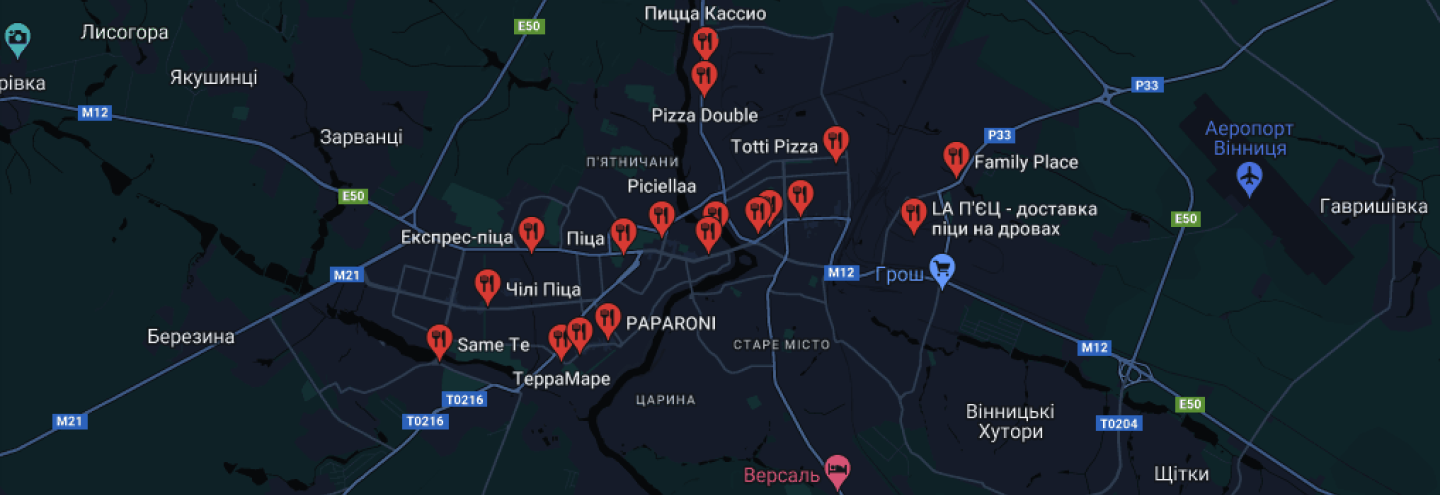 Пицца Кассио
Лисогора
E50
Якушинці
рівка
P33
M12
Pizza Double
Зарванці
P33
Аеропорт
Вінниця
Totti Pizza
П'ЯТНИЧАНИ
Family Place
Piciellaa
E50
Гавришівка
LA П'ЄЦ - доставка
піци на дровах
E50
Експрес-піца
Піца
M21
M12
Грош
Чілі Піца
PAPARONI
Березина
Same Te
СТАРЕ МІСТО
M12
ТерраМаре
T0216
ЦАРИНА
E50
M21
T0216
Вінницькі
Хутори
T0204
Версаль
Щітки